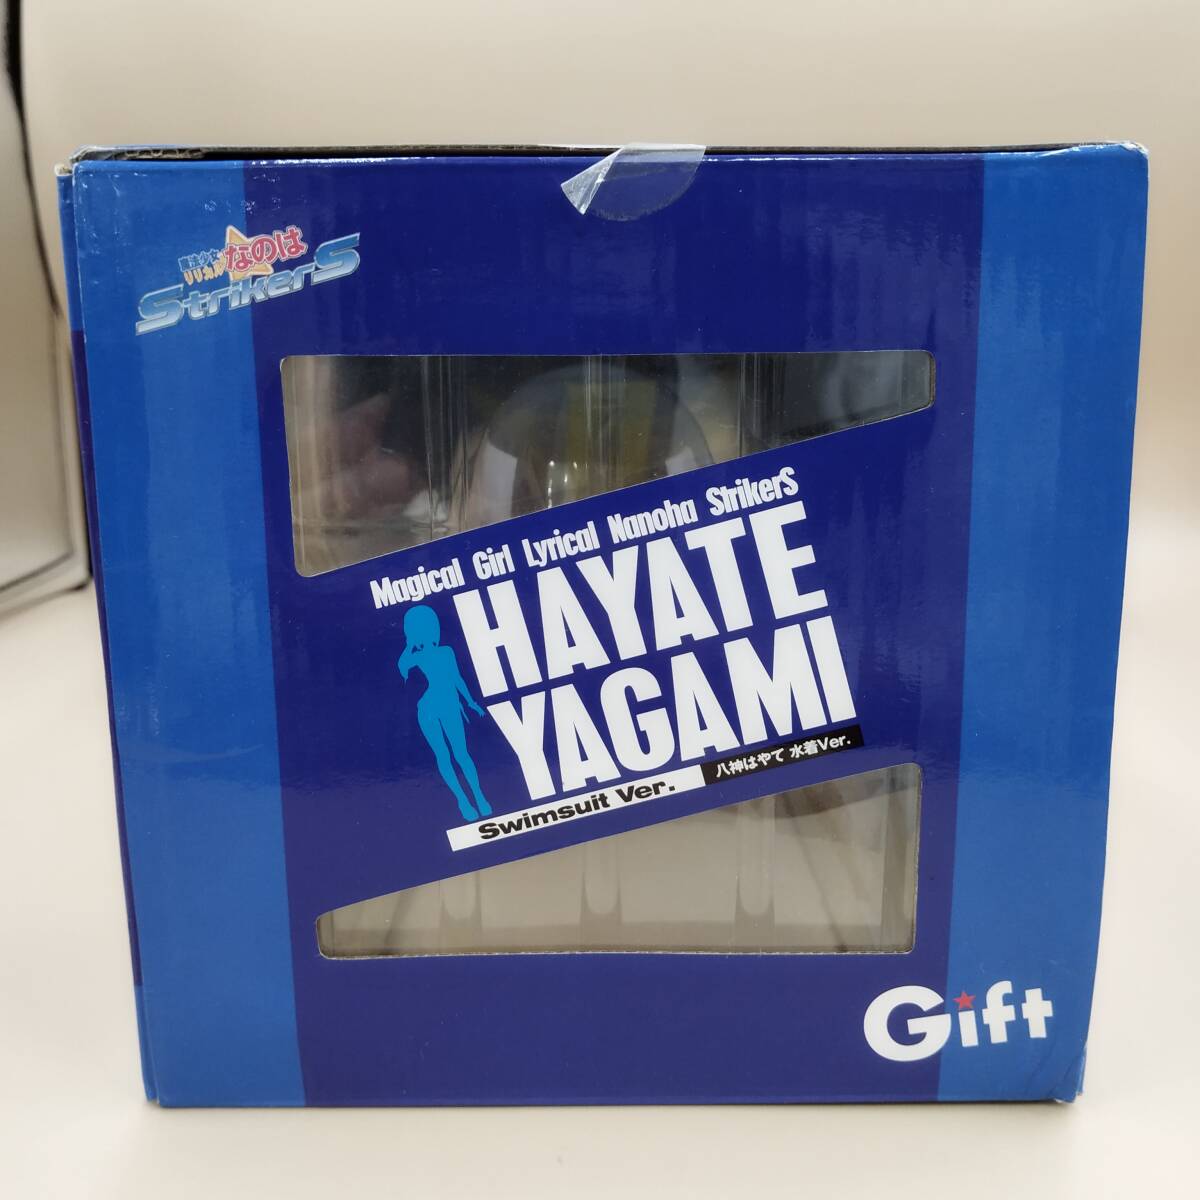 魔法少女
リリカル なのは
StrikerS
Magical Girl Lyrical Nanoha StrikerS
HAYATE
YAGAMI
Swimsuit Ver. 八神はやて 水着Ver.
Gift